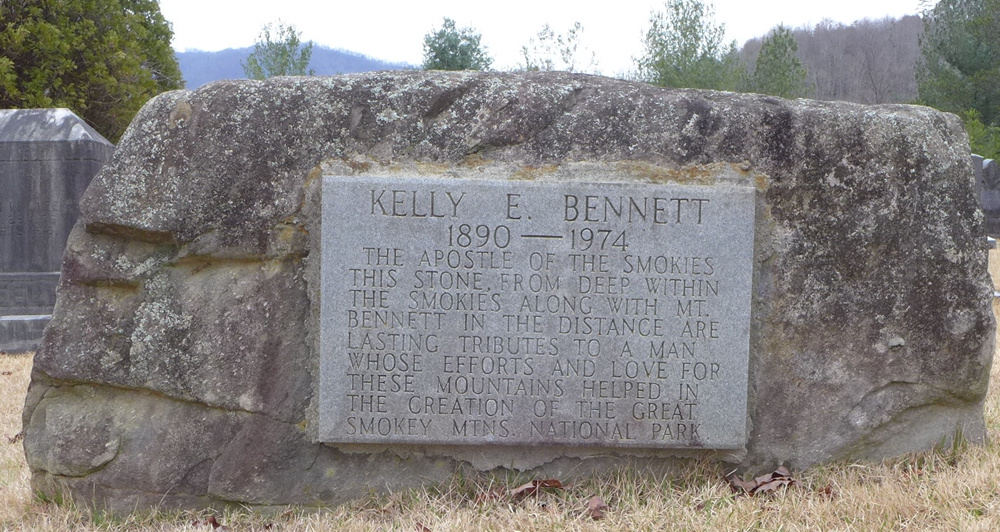 KELLY E. BENNETT
1890 — 1974
THE APOSTLE OF THE SMOKIES
THIS STONE, FROM DEEP WITHIN
THE SMOKIES ALONG WITH MT.
BENNETT IN THE DISTANCE ARE
LASTING TRIBUTES TO A MAN
WHOSE EFFORTS AND LOVE FOR
THESE MOUNTAINS HELPED IN
THE CREATION OF THE GREAT
SMOKEY MTNS. NATIONAL PARK.